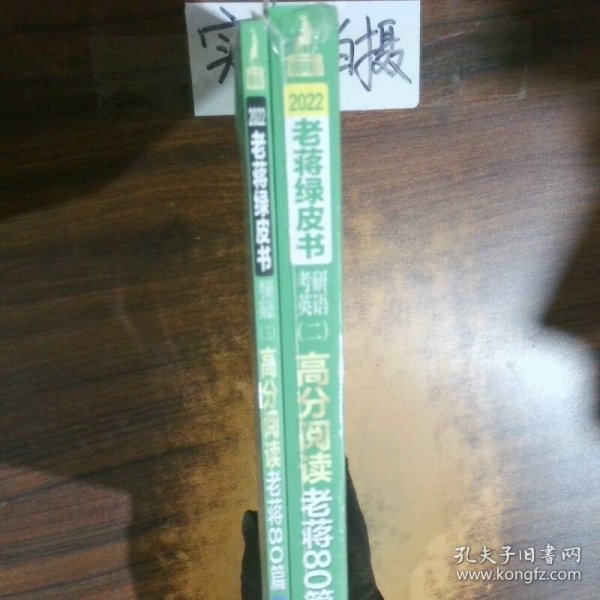 实 拍摄
2022
老蒋绿皮书
高分阅读老蒋80篇
2022
老蒋绿皮书
考研
英语
(二)
高分阅读老蒋80篇
孔夫子旧书网
www.kongfz.com